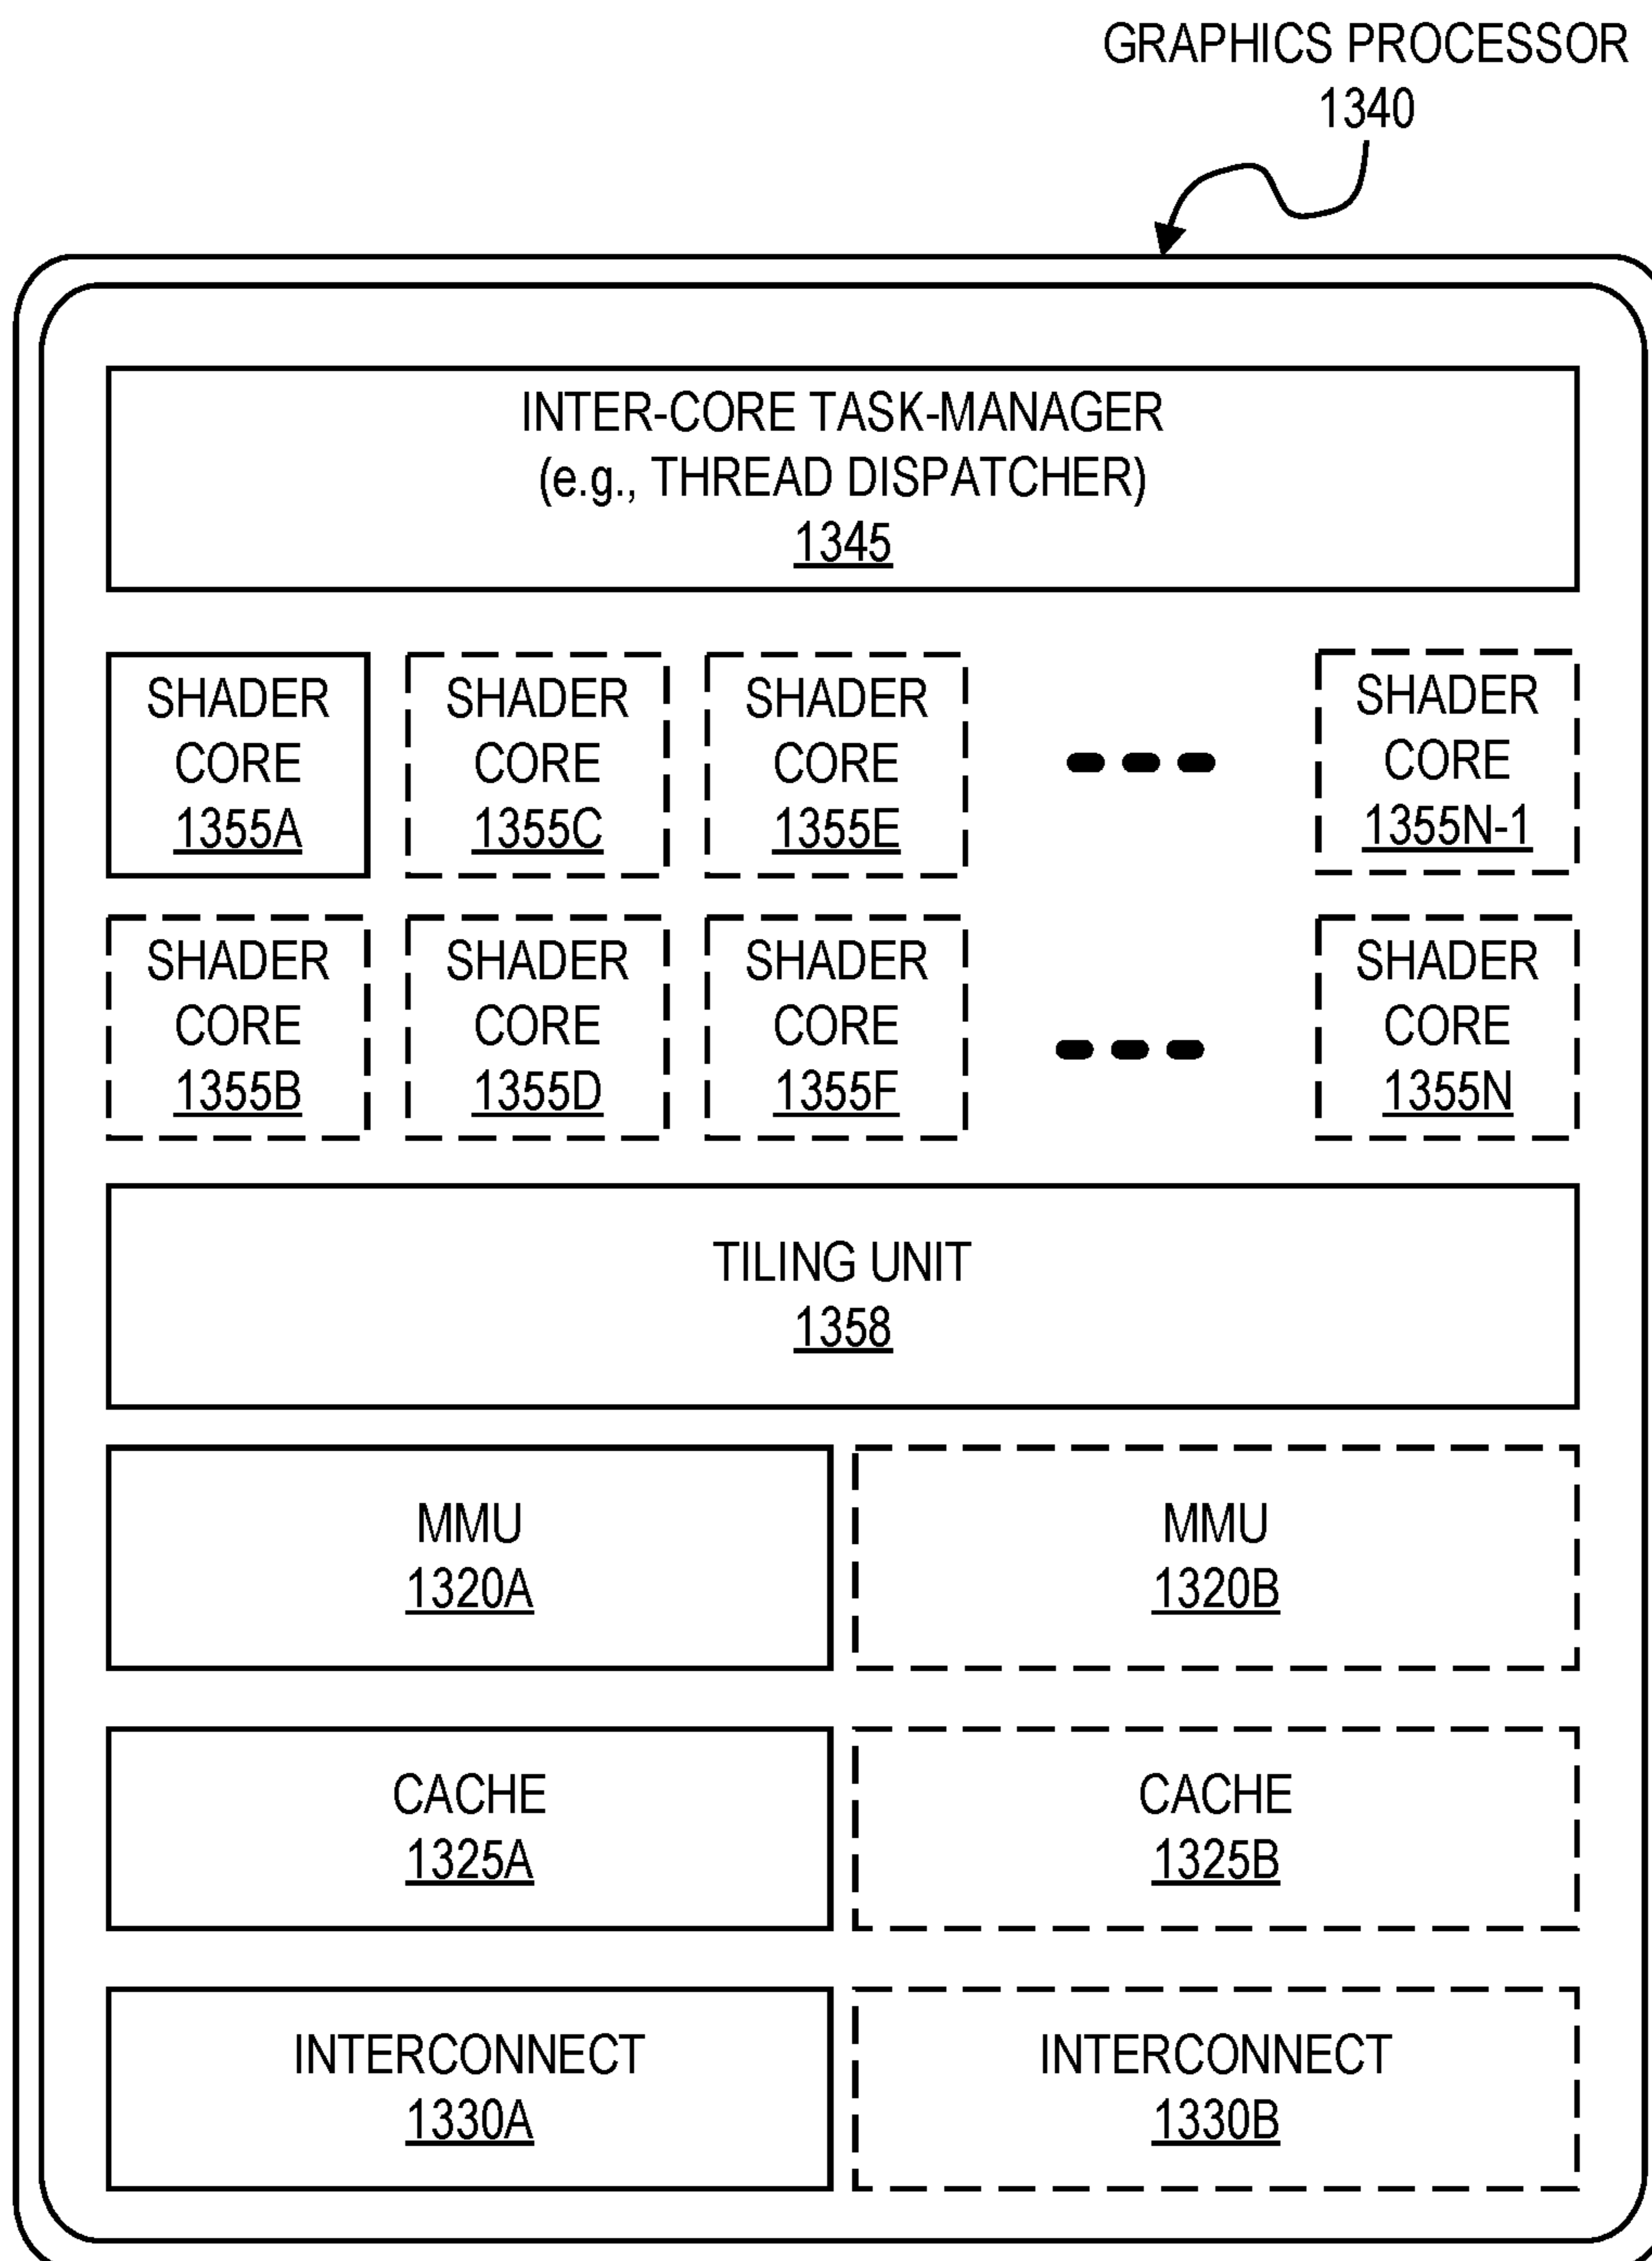 GRAPHICS PROCESSOR
1340
INTER-CORE TASK-MANAGER
(e.g., THREAD DISPATCHER)
1345
SHADER
CORE
1355A
SHADER
CORE
1355C
SHADER
CORE
1355E
SHADER
CORE
1355N-1
SHADER
CORE
1355B
SHADER
CORE
1355D
SHADER
CORE
1355F
SHADER
CORE
1355N
TILING UNIT
1358
MMU
1320A
MMU
1320B
CACHE
1325A
CACHE
1325B
INTERCONNECT
1330A
INTERCONNECT
1330B